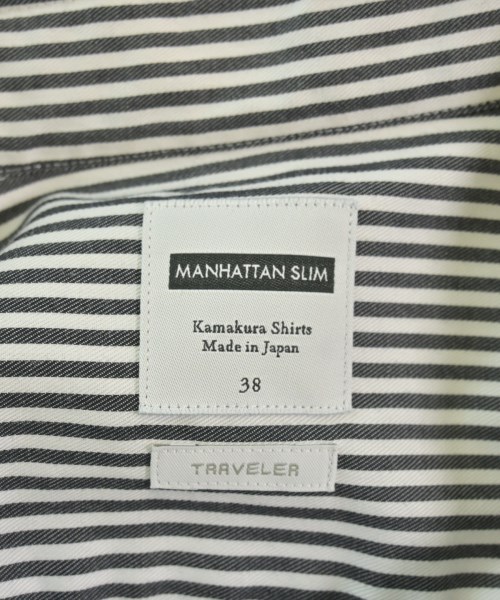 MANHATTAN SLIM
Kamakura Shirts
Made in Japan
38
TRAVELER